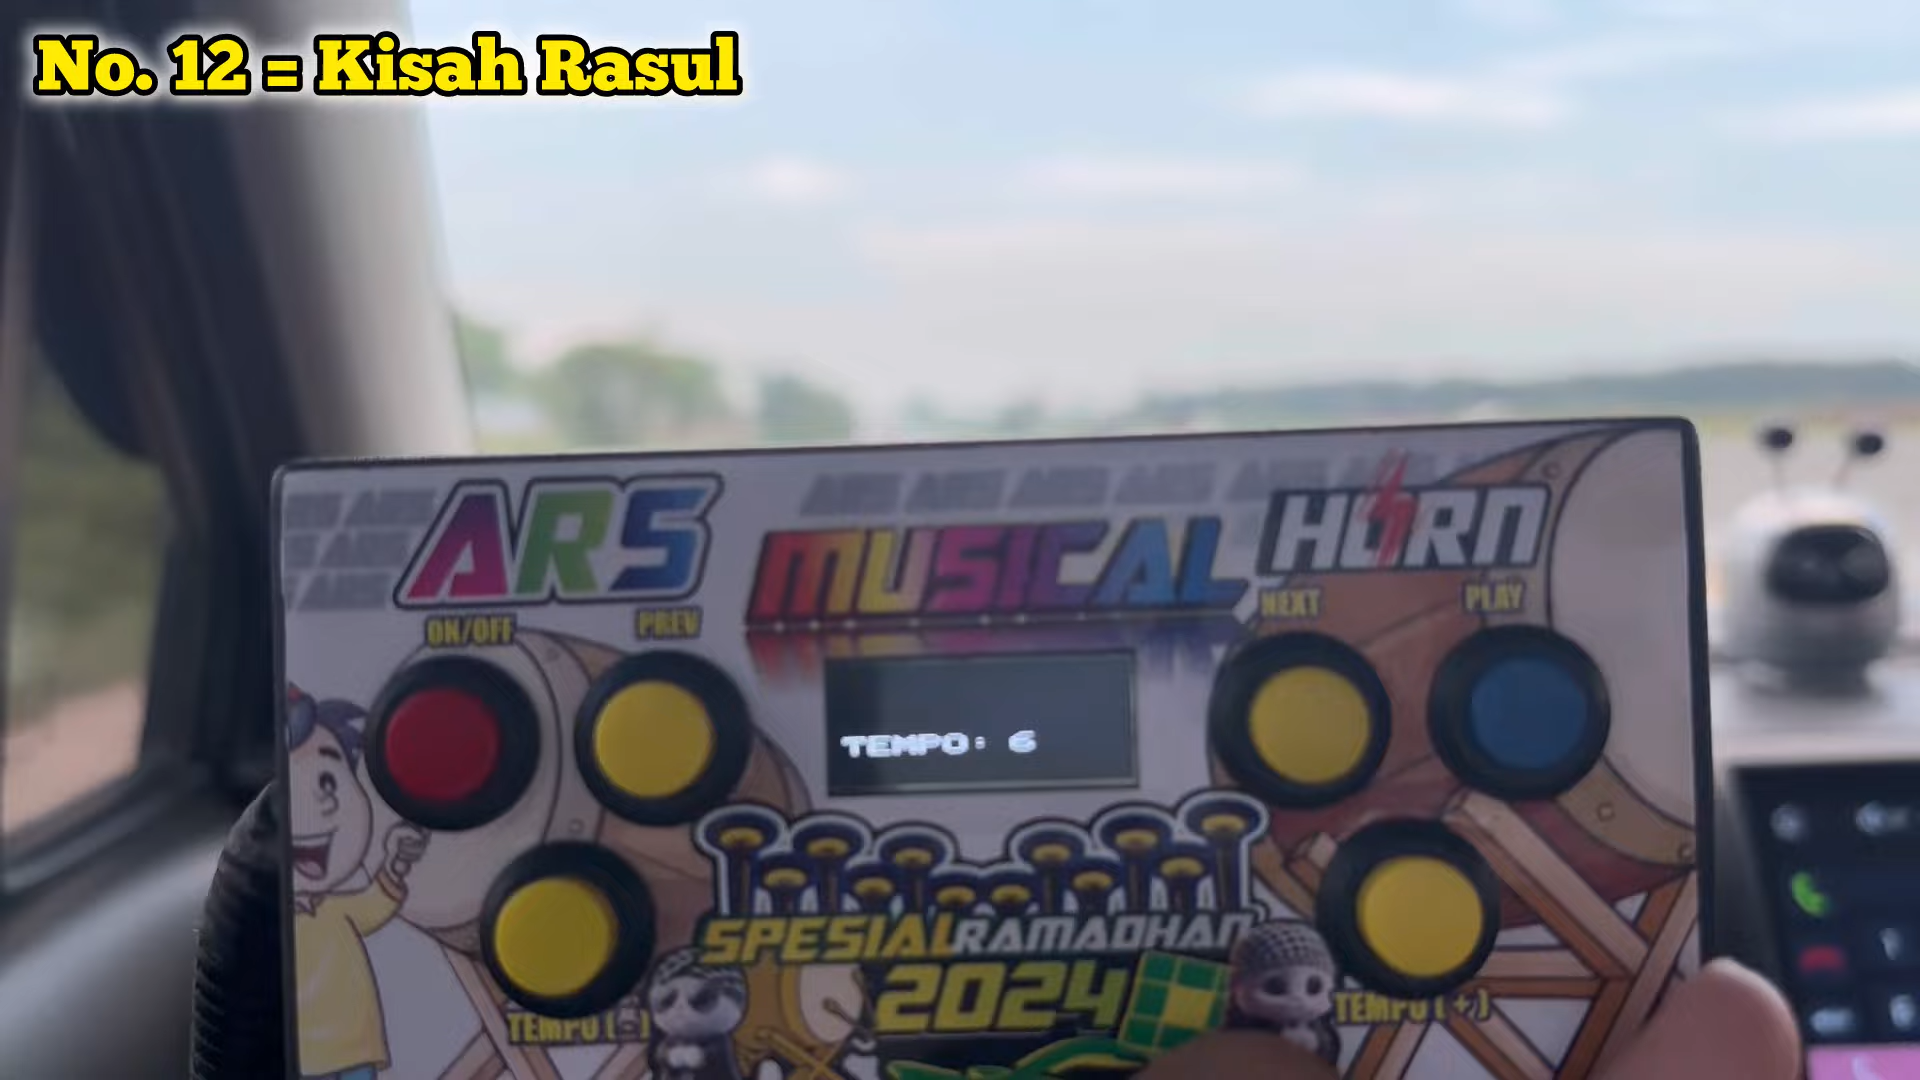 No. 12 = Kisah Rasul
ARS
MUSICAL
HORN
ON/OFF
PREV
NEXT
PLAY
TEMPO: 6
SPESIAL RAMADHAN
2024
TEMPO (-)
TEMPO (+)